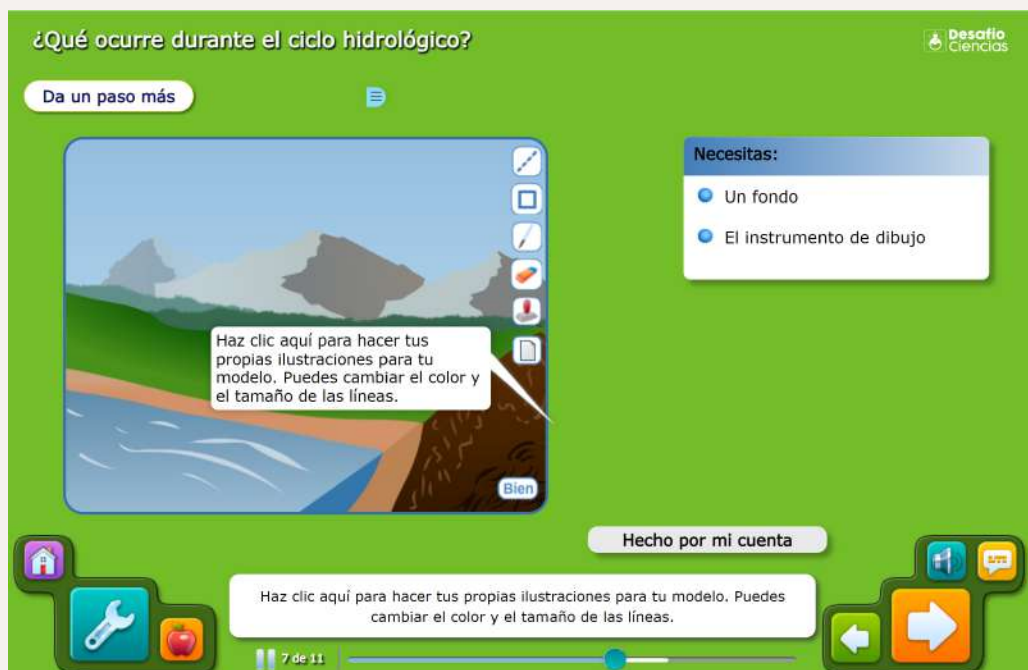 ¿Qué ocurre durante el ciclo hidrológico?
Desafío
Ciencias
Da un paso más
Necesitas:
Un fondo
El instrumento de dibujo
Haz clic aquí para hacer tus
propias ilustraciones para tu
modelo. Puedes cambiar el color y
el tamaño de las líneas.
Bien
Hecho por mi cuenta
Haz clic aquí para hacer tus propias ilustraciones para tu modelo. Puedes
cambiar el color y el tamaño de las líneas.
7 de 11